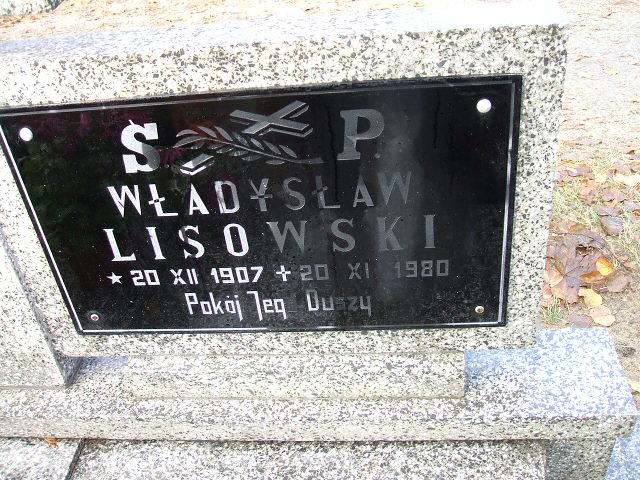 S P.
WŁADYSŁAW
LISOWSKI
★ 20 XII 1907 + 20 XI 1980
Pokój Jego Duszy